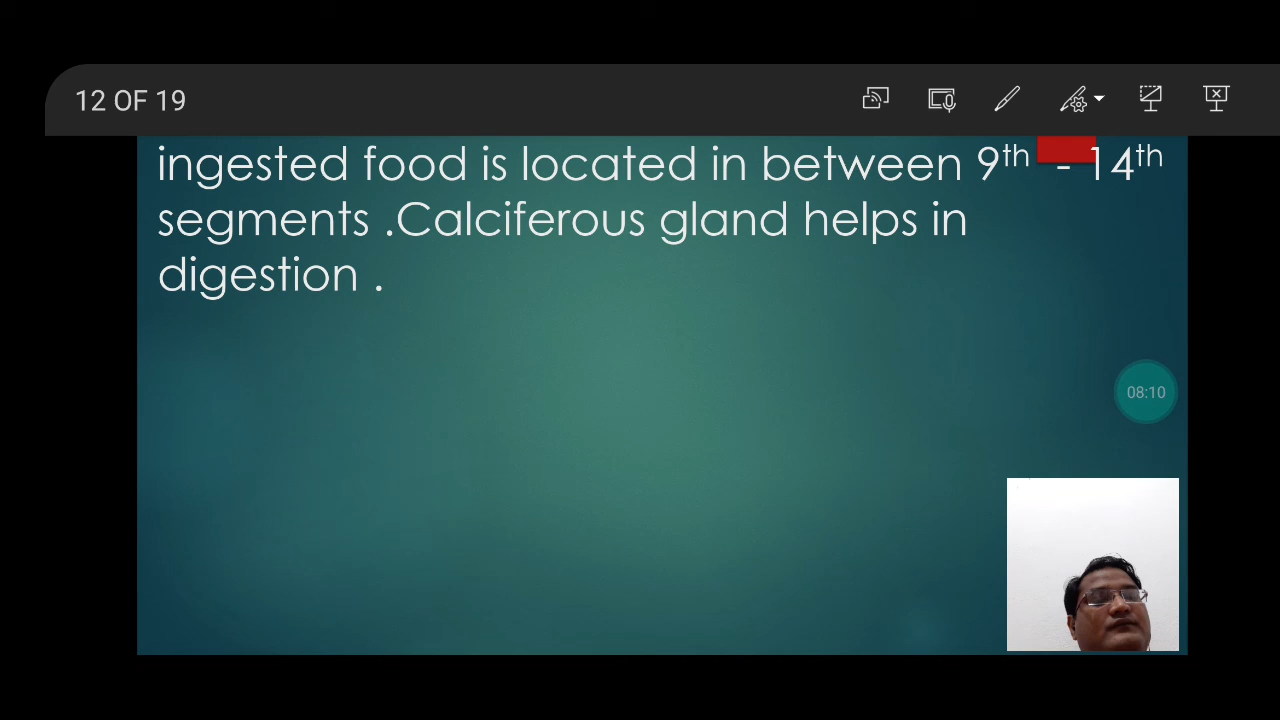 12 OF 19
ingested food is located in between 9th - 14th
segments .Calciferous gland helps in
digestion .
08:10